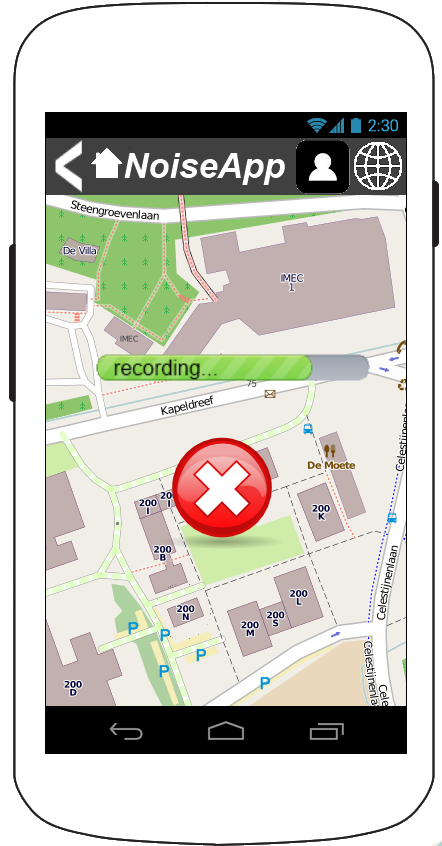 2:30
NoiseApp
Steengroevenlaan
De Villa
IMEC
1
IMEC
recording...
75
Kapeldreef
De Moete
Celestijnenlaan
200
I
200
K
200
B
200
L
200
N
200
S
200
M
200
D
P
P
P
P
P
Celestijnenlaan